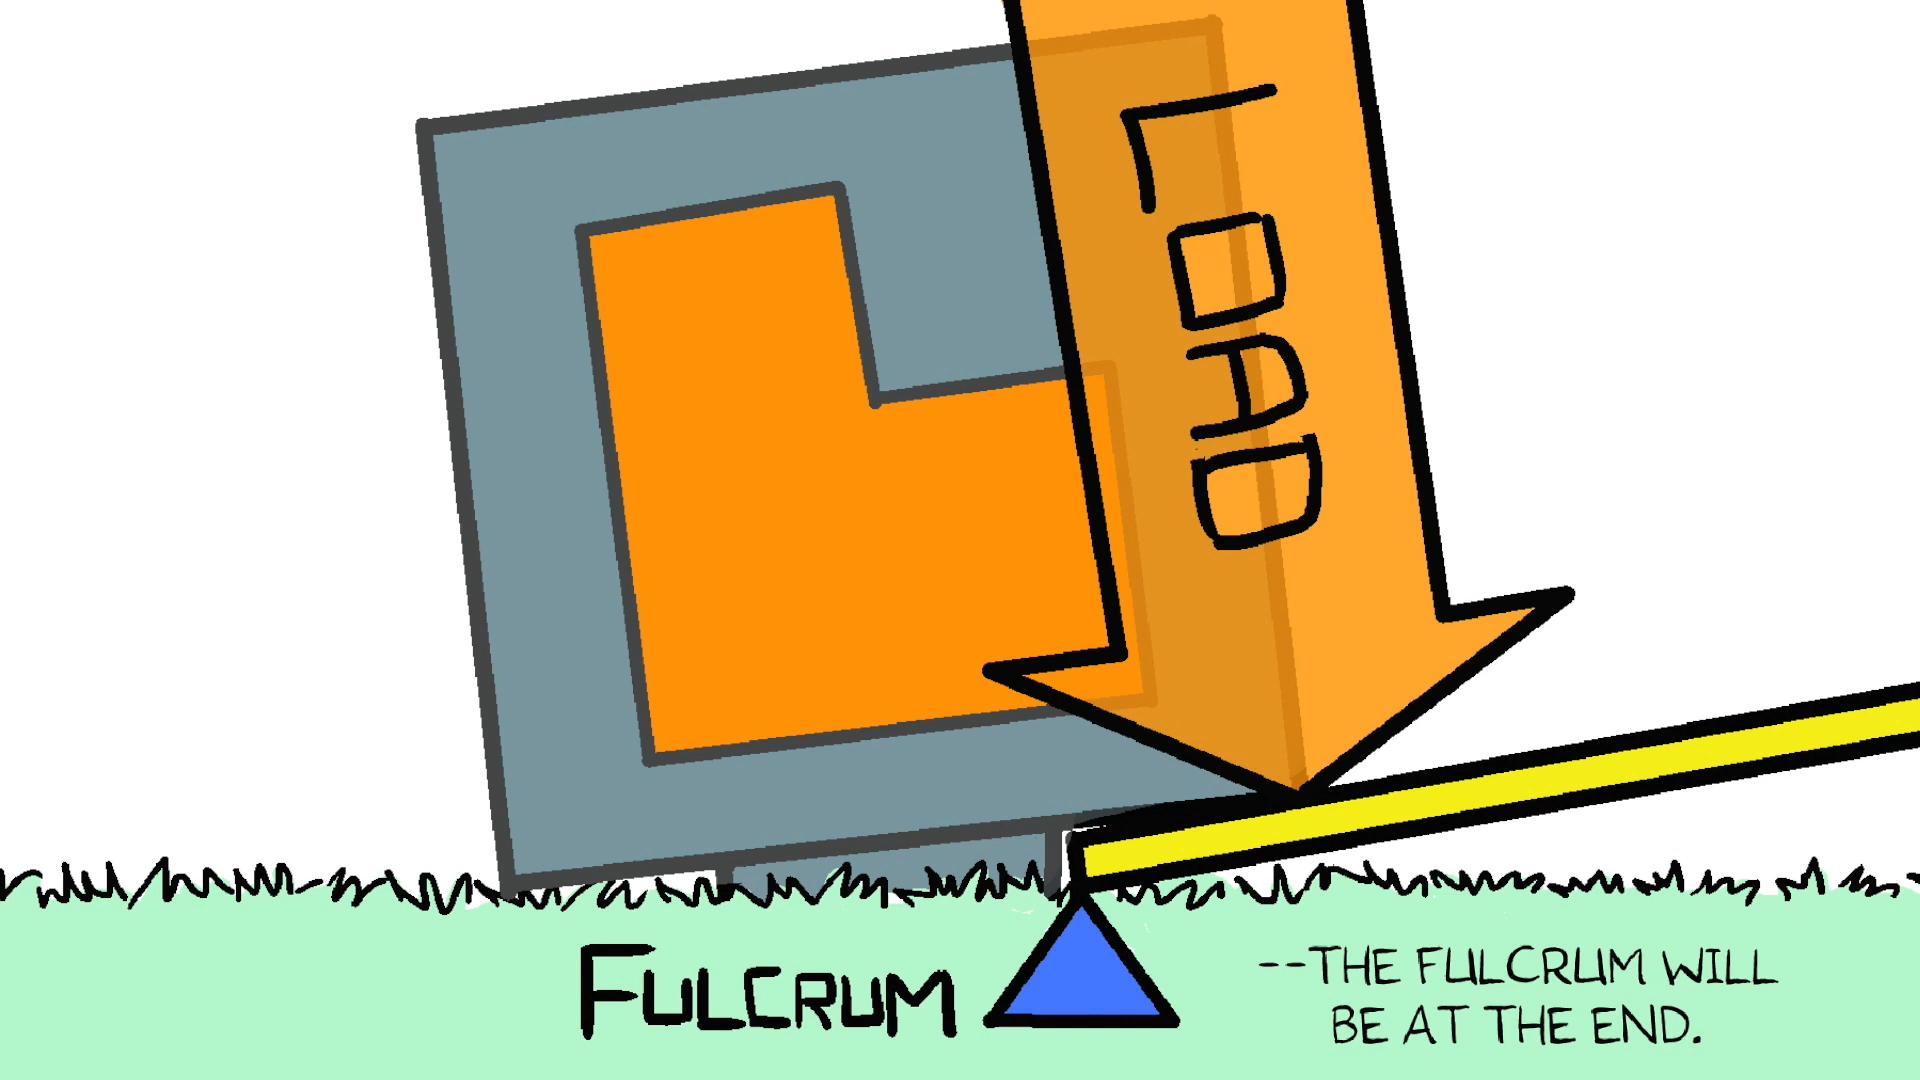 LOAD
FULCRUM
--THE FULCRUM WILL
BE AT THE END.